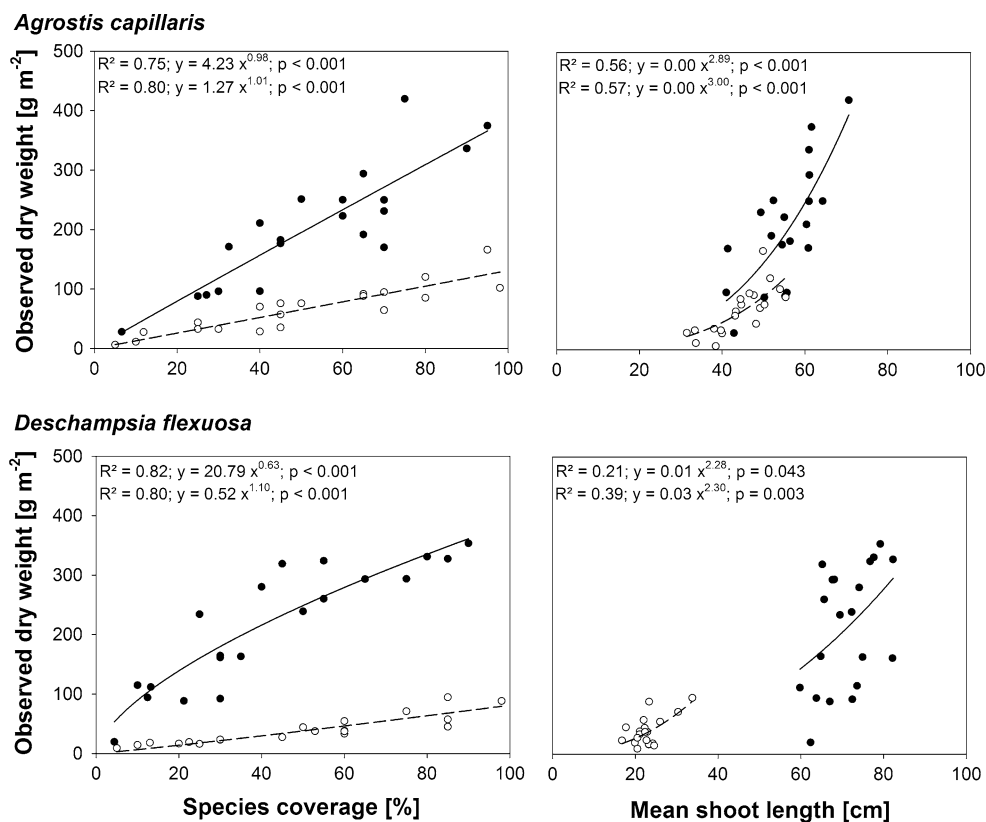 Agrostis capillaris
Observed dry weight [g m⁻²]
500
400
300
200
100
0
R² = 0.75; y = 4.23 x^0.98; p < 0.001
R² = 0.80; y = 1.27 x^1.01; p < 0.001
0 20 40 60 80 100
R² = 0.56; y = 0.00 x^2.89; p < 0.001
R² = 0.57; y = 0.00 x^3.00; p < 0.001
0 20 40 60 80 100
Deschampsia flexuosa
Observed dry weight [g m⁻²]
500
400
300
200
100
0
R² = 0.82; y = 20.79 x^0.63; p < 0.001
R² = 0.80; y = 0.52 x^1.10; p < 0.001
0 20 40 60 80 100
Species coverage [%]
R² = 0.21; y = 0.01 x^2.28; p = 0.043
R² = 0.39; y = 0.03 x^2.30; p = 0.003
0 20 40 60 80 100
Mean shoot length [cm]